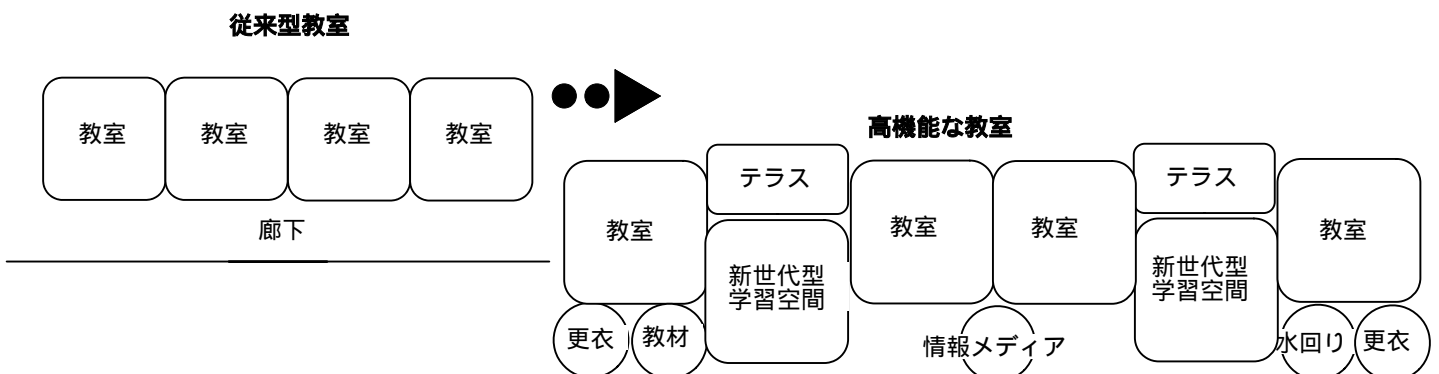 従来型教室
教室
教室
教室
教室
廊下
高機能な教室
教室
テラス
新世代型
学習空間
教室
教室
テラス
新世代型
学習空間
教室
更衣
教材
情報メディア
水回り
更衣